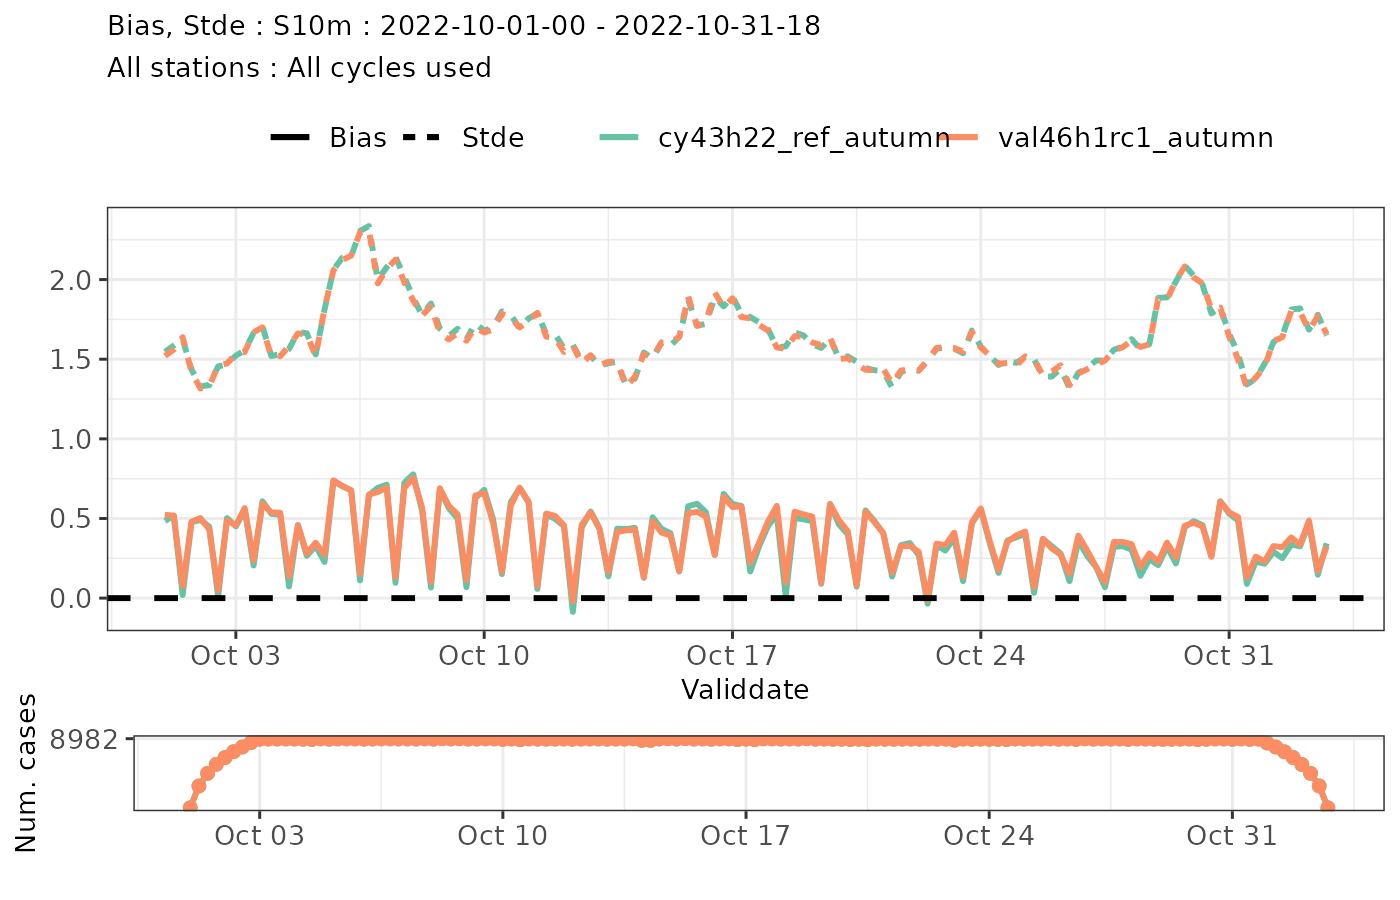 Bias, Stde : S10m : 2022-10-01-00 - 2022-10-31-18
All stations : All cycles used
Bias Stde cy43h22_ref_autumn val46h1rc1_autumn
2.0
1.5
1.0
0.5
0.0
Oct 03 Oct 10 Oct 17 Oct 24 Oct 31
Validdate
Num. cases
8982
Oct 03 Oct 10 Oct 17 Oct 24 Oct 31